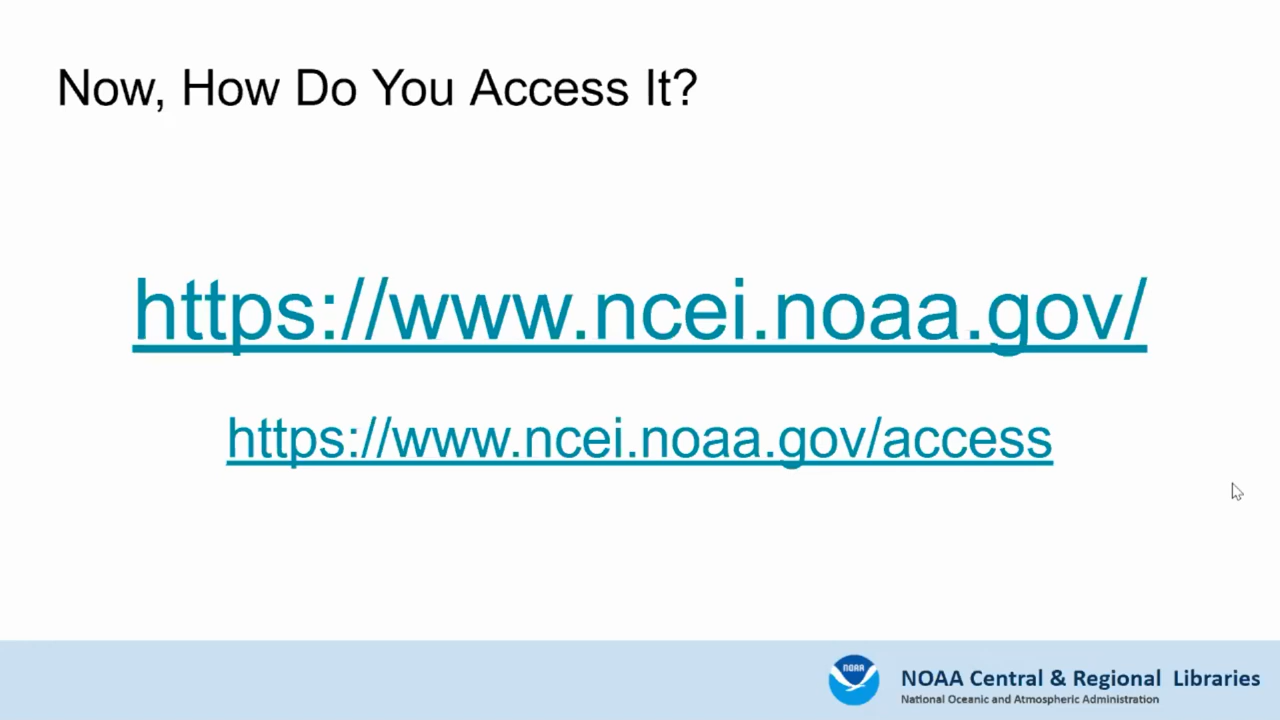 Now, How Do You Access It?
https://www.ncei.noaa.gov/
https://www.ncei.noaa.gov/access
NOAA
NOAA Central & Regional Libraries
National Oceanic and Atmospheric Administration